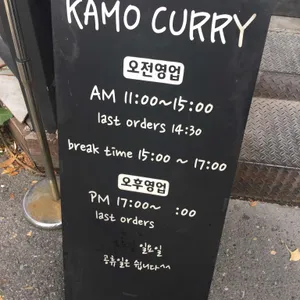 KAMO CURRY
오전영업
AM 11:00~15:00
last orders 14:30
break time 15:00 ~ 17:00
오후영업
PM 17:00~ :00
last orders
일요일
공휴일은 쉽니다^^